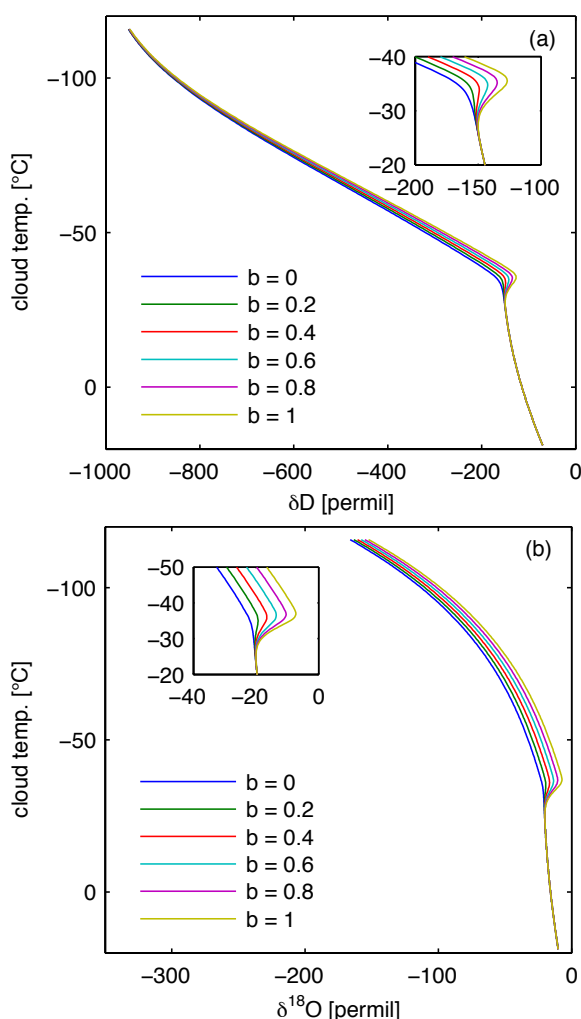 (a)
−40
−30
−20
−200 −150 −100
−100
−50
0
cloud temp. [°C]
b = 0
b = 0.2
b = 0.4
b = 0.6
b = 0.8
b = 1
−1000 −800 −600 −400 −200 0
δD [permil]
(b)
−50
−40
−30
−20
−40 −20 0
−100
−50
0
cloud temp. [°C]
b = 0
b = 0.2
b = 0.4
b = 0.6
b = 0.8
b = 1
−300 −200 −100 0
δ¹⁸O [permil]